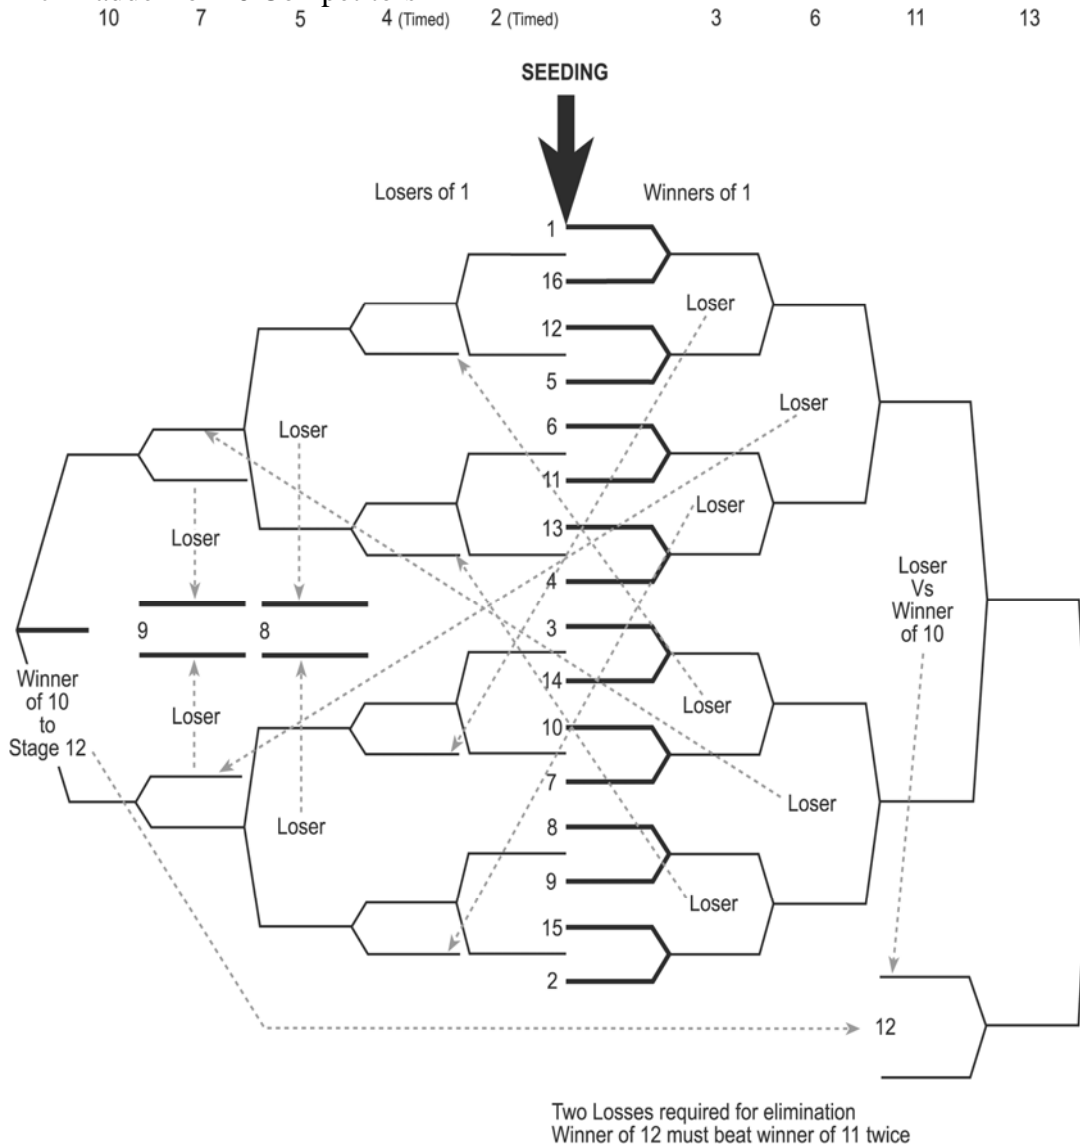 10 7 5 4 (Timed) 2 (Timed) 3 6 11 13
SEEDING
Losers of 1
Winners of 1
1
16
Loser
12
5
Loser
6
Loser
11
Loser
13
Loser
4
Loser
Vs
Winner
of 10
3
9
8
14
Winner
of 10
to
Stage 12
Loser
Loser
10
7
Loser
8
Loser
9
Loser
15
2
12
Two Losses required for elimination
Winner of 12 must beat winner of 11 twice